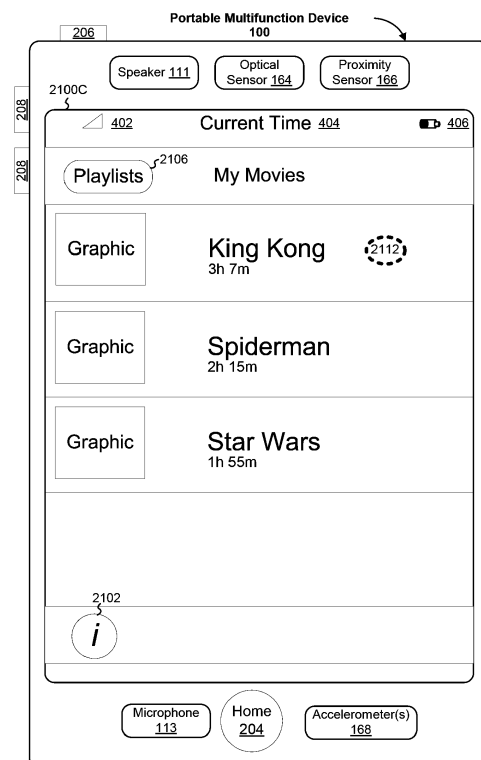 Portable Multifunction Device
100
206
Speaker 111
Optical
Sensor 164
Proximity
Sensor 166
2100C
208
208
402
Current Time 404
406
Playlists
2106
My Movies
Graphic
King Kong
3h 7m
2112
Graphic
Spiderman
2h 15m
Graphic
Star Wars
1h 55m
2102
i
Microphone
113
Home
204
Accelerometer(s)
168